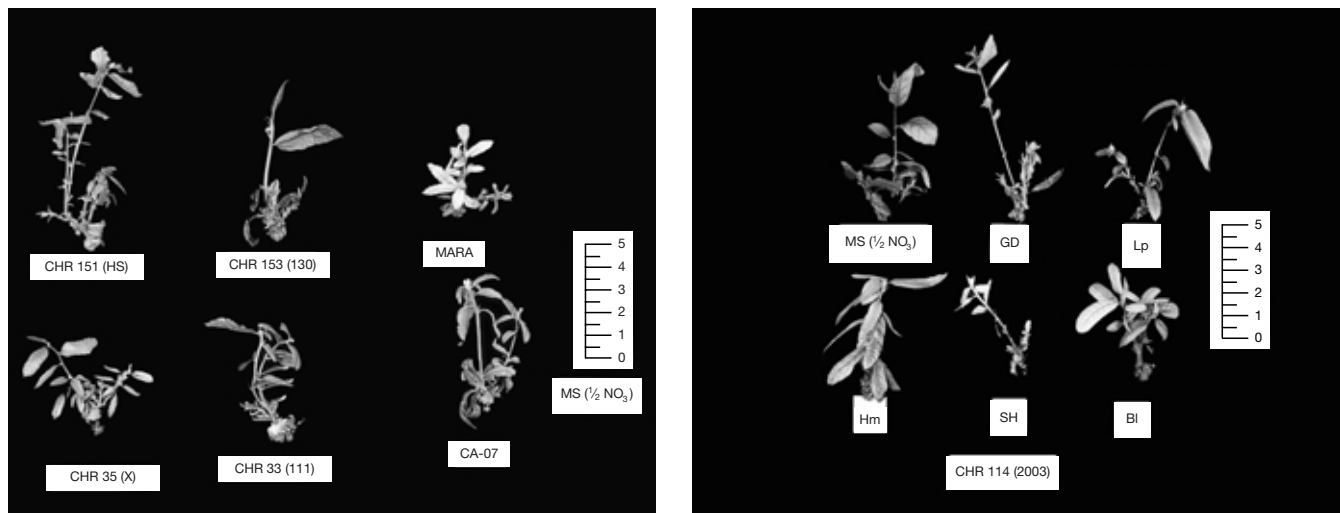 CHR 151 (HS)
CHR 153 (130)
MARA
5
4
3
2
1
0
MS (½ NO₃)
CHR 35 (X)
CHR 33 (111)
CA-07
MS (½ NO₃)
GD
Lp
5
4
3
2
1
0
Hm
SH
Bl
CHR 114 (2003)